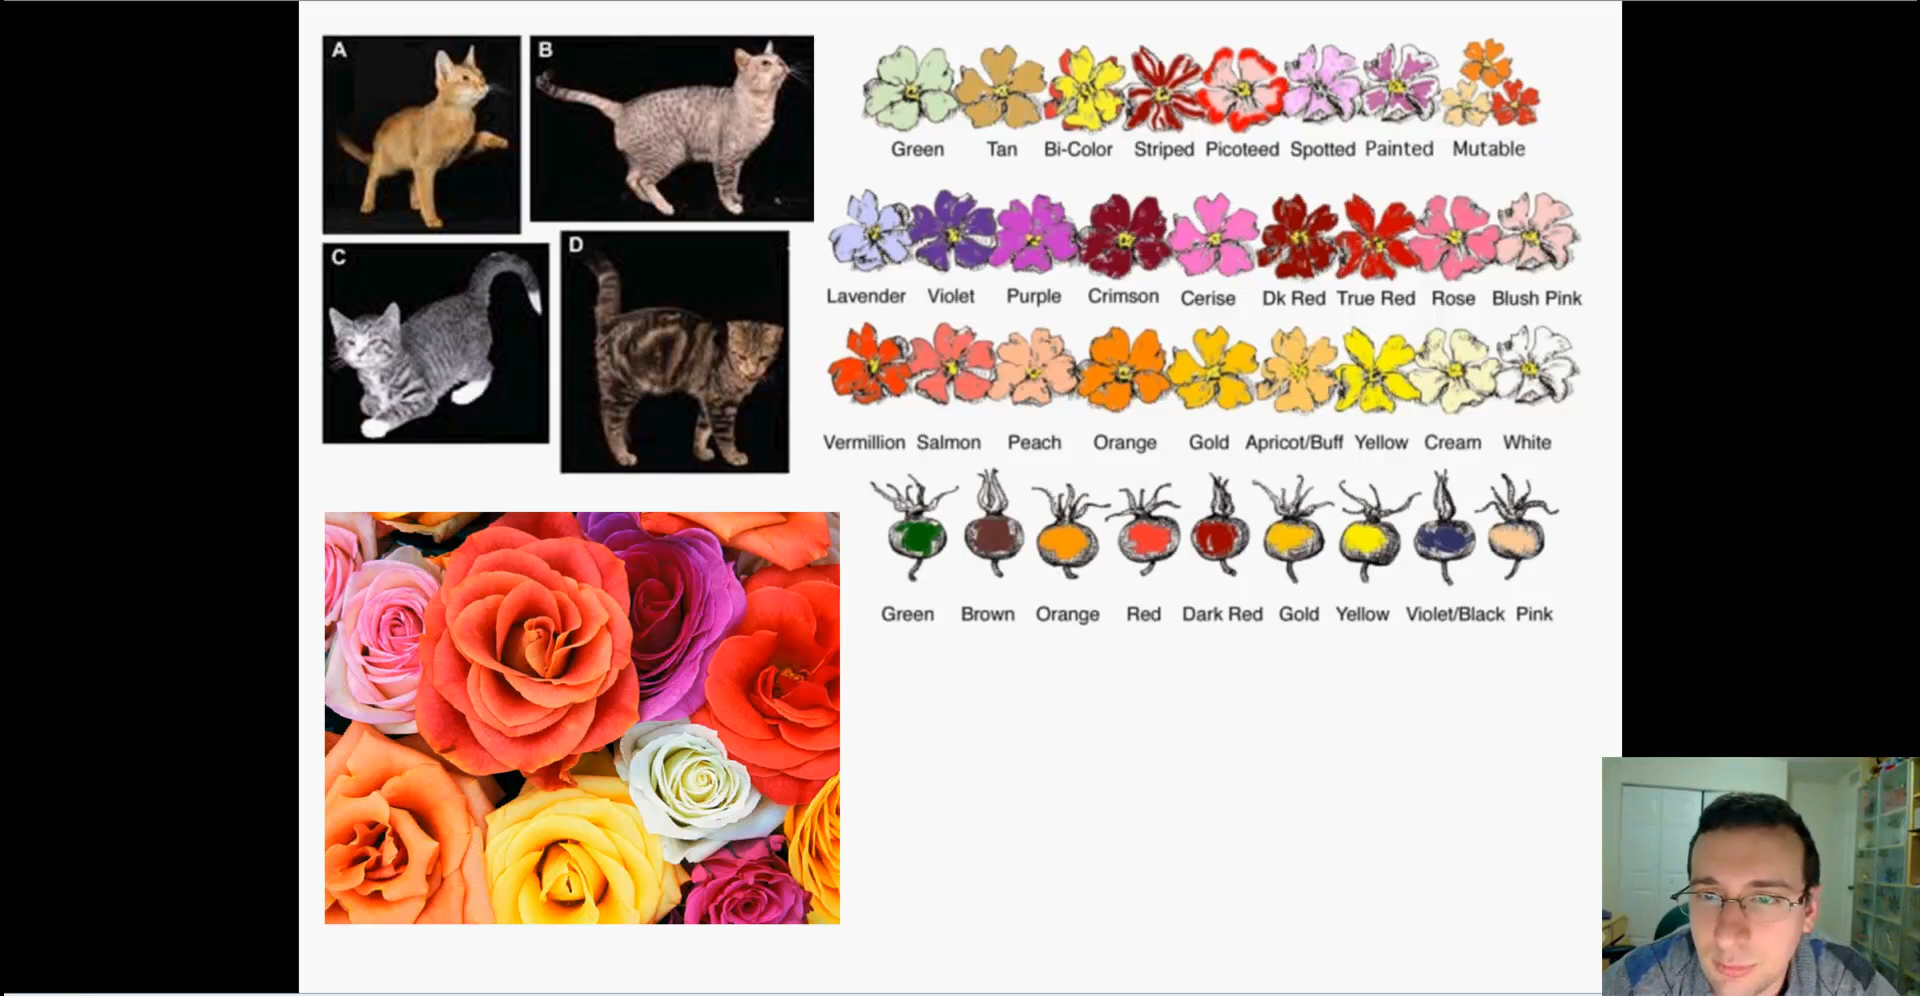 A
B
C
D
Green Tan Bi-Color Striped Picoteed Spotted Painted Mutable
Lavender Violet Purple Crimson Cerise Dk Red True Red Rose Blush Pink
Vermillion Salmon Peach Orange Gold Apricot/Buff Yellow Cream White
Green Brown Orange Red Dark Red Gold Yellow Violet/Black Pink